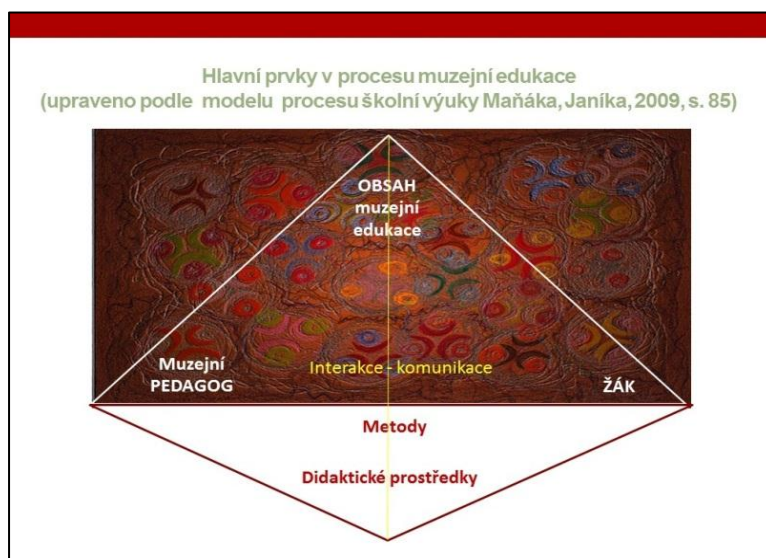 Hlavní prvky v procesu muzejní edukace
(upraveno podle modelu procesu školní výuky Maňáka, Janíka, 2009, s. 85)
OBSAH
muzejní
edukace
Muzejní
PEDAGOG
Interakce - komunikace
ŽÁK
Metody
Didaktické prostředky